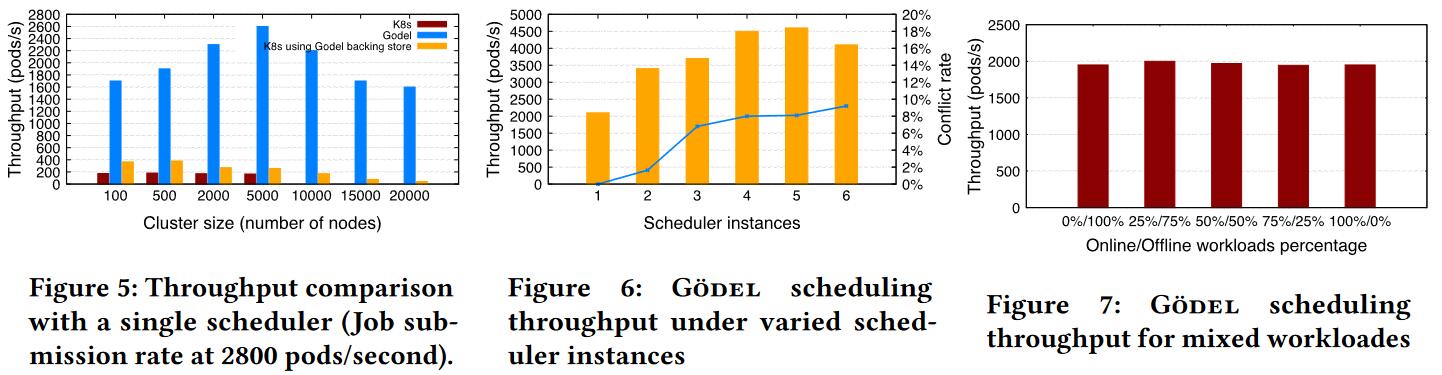 Throughput (pods/s)
2800
2600
2400
2200
2000
1800
1600
1400
1200
1000
800
600
400
200
0
K8s
Godel
K8s using Godel backing store
100 500 2000 5000 10000 15000 20000
Cluster size (number of nodes)
Figure 5: Throughput comparison
with a single scheduler (Job sub-
mission rate at 2800 pods/second).
Throughput (pods/s)
5000
4500
4000
3500
3000
2500
2000
1500
1000
500
0
20%
18%
16%
14%
12%
10%
8%
6%
4%
2%
0%
Conflict rate
1 2 3 4 5 6
Scheduler instances
Figure 6: GÖDEL scheduling
throughput under varied sched-
uler instances
Throughput (pods/s)
2500
2000
1500
1000
500
0
0%/100% 25%/75% 50%/50% 75%/25% 100%/0%
Online/Offline workloads percentage
Figure 7: GÖDEL scheduling
throughput for mixed workloades